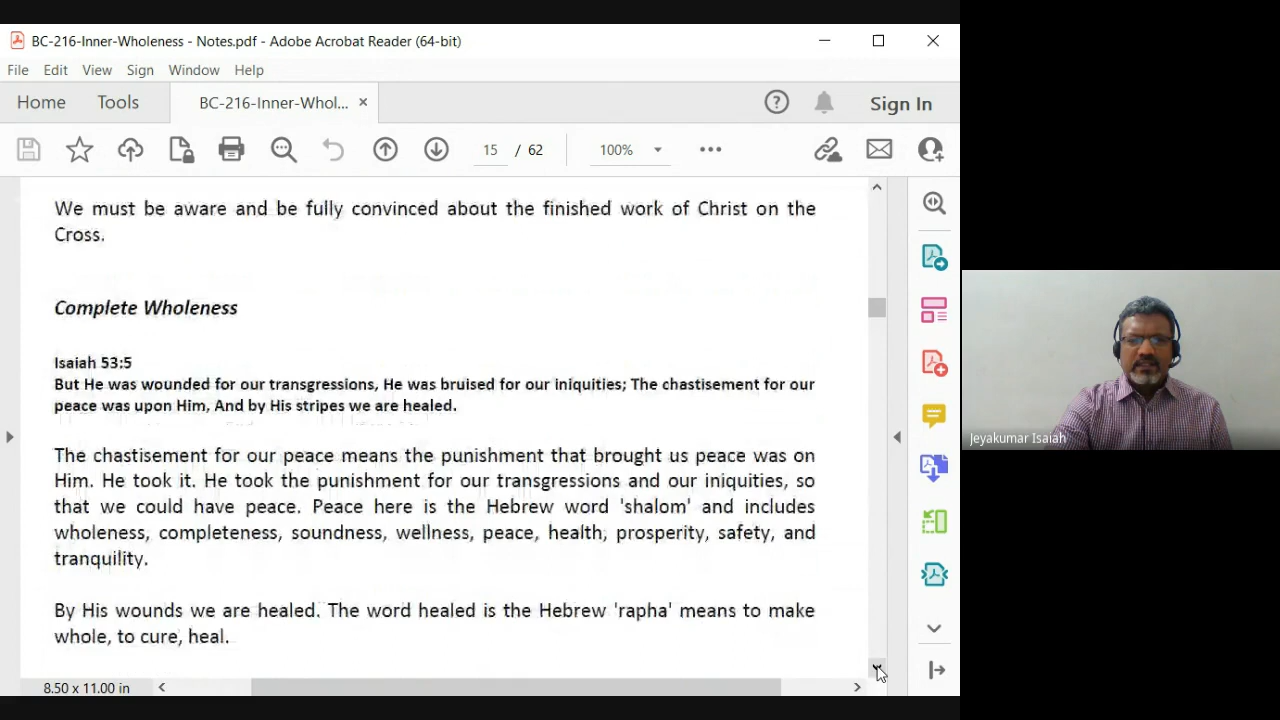 BC-216-Inner-Wholeness - Notes.pdf - Adobe Acrobat Reader (64-bit)
File Edit View Sign Window Help
Home Tools BC-216-Inner-Whol... × Sign In
15 / 62 100%
We must be aware and be fully convinced about the finished work of Christ on the
Cross.
Complete Wholeness
Isaiah 53:5
But He was wounded for our transgressions, He was bruised for our iniquities; The chastisement for our
peace was upon Him, And by His stripes we are healed.
The chastisement for our peace means the punishment that brought us peace was on
Him. He took it. He took the punishment for our transgressions and our iniquities, so
that we could have peace. Peace here is the Hebrew word 'shalom' and includes
wholeness, completeness, soundness, wellness, peace, health, prosperity, safety, and
tranquility.
By His wounds we are healed. The word healed is the Hebrew 'rapha' means to make
whole, to cure, heal.
8.50 x 11.00 in
Jeyakumar Isaiah